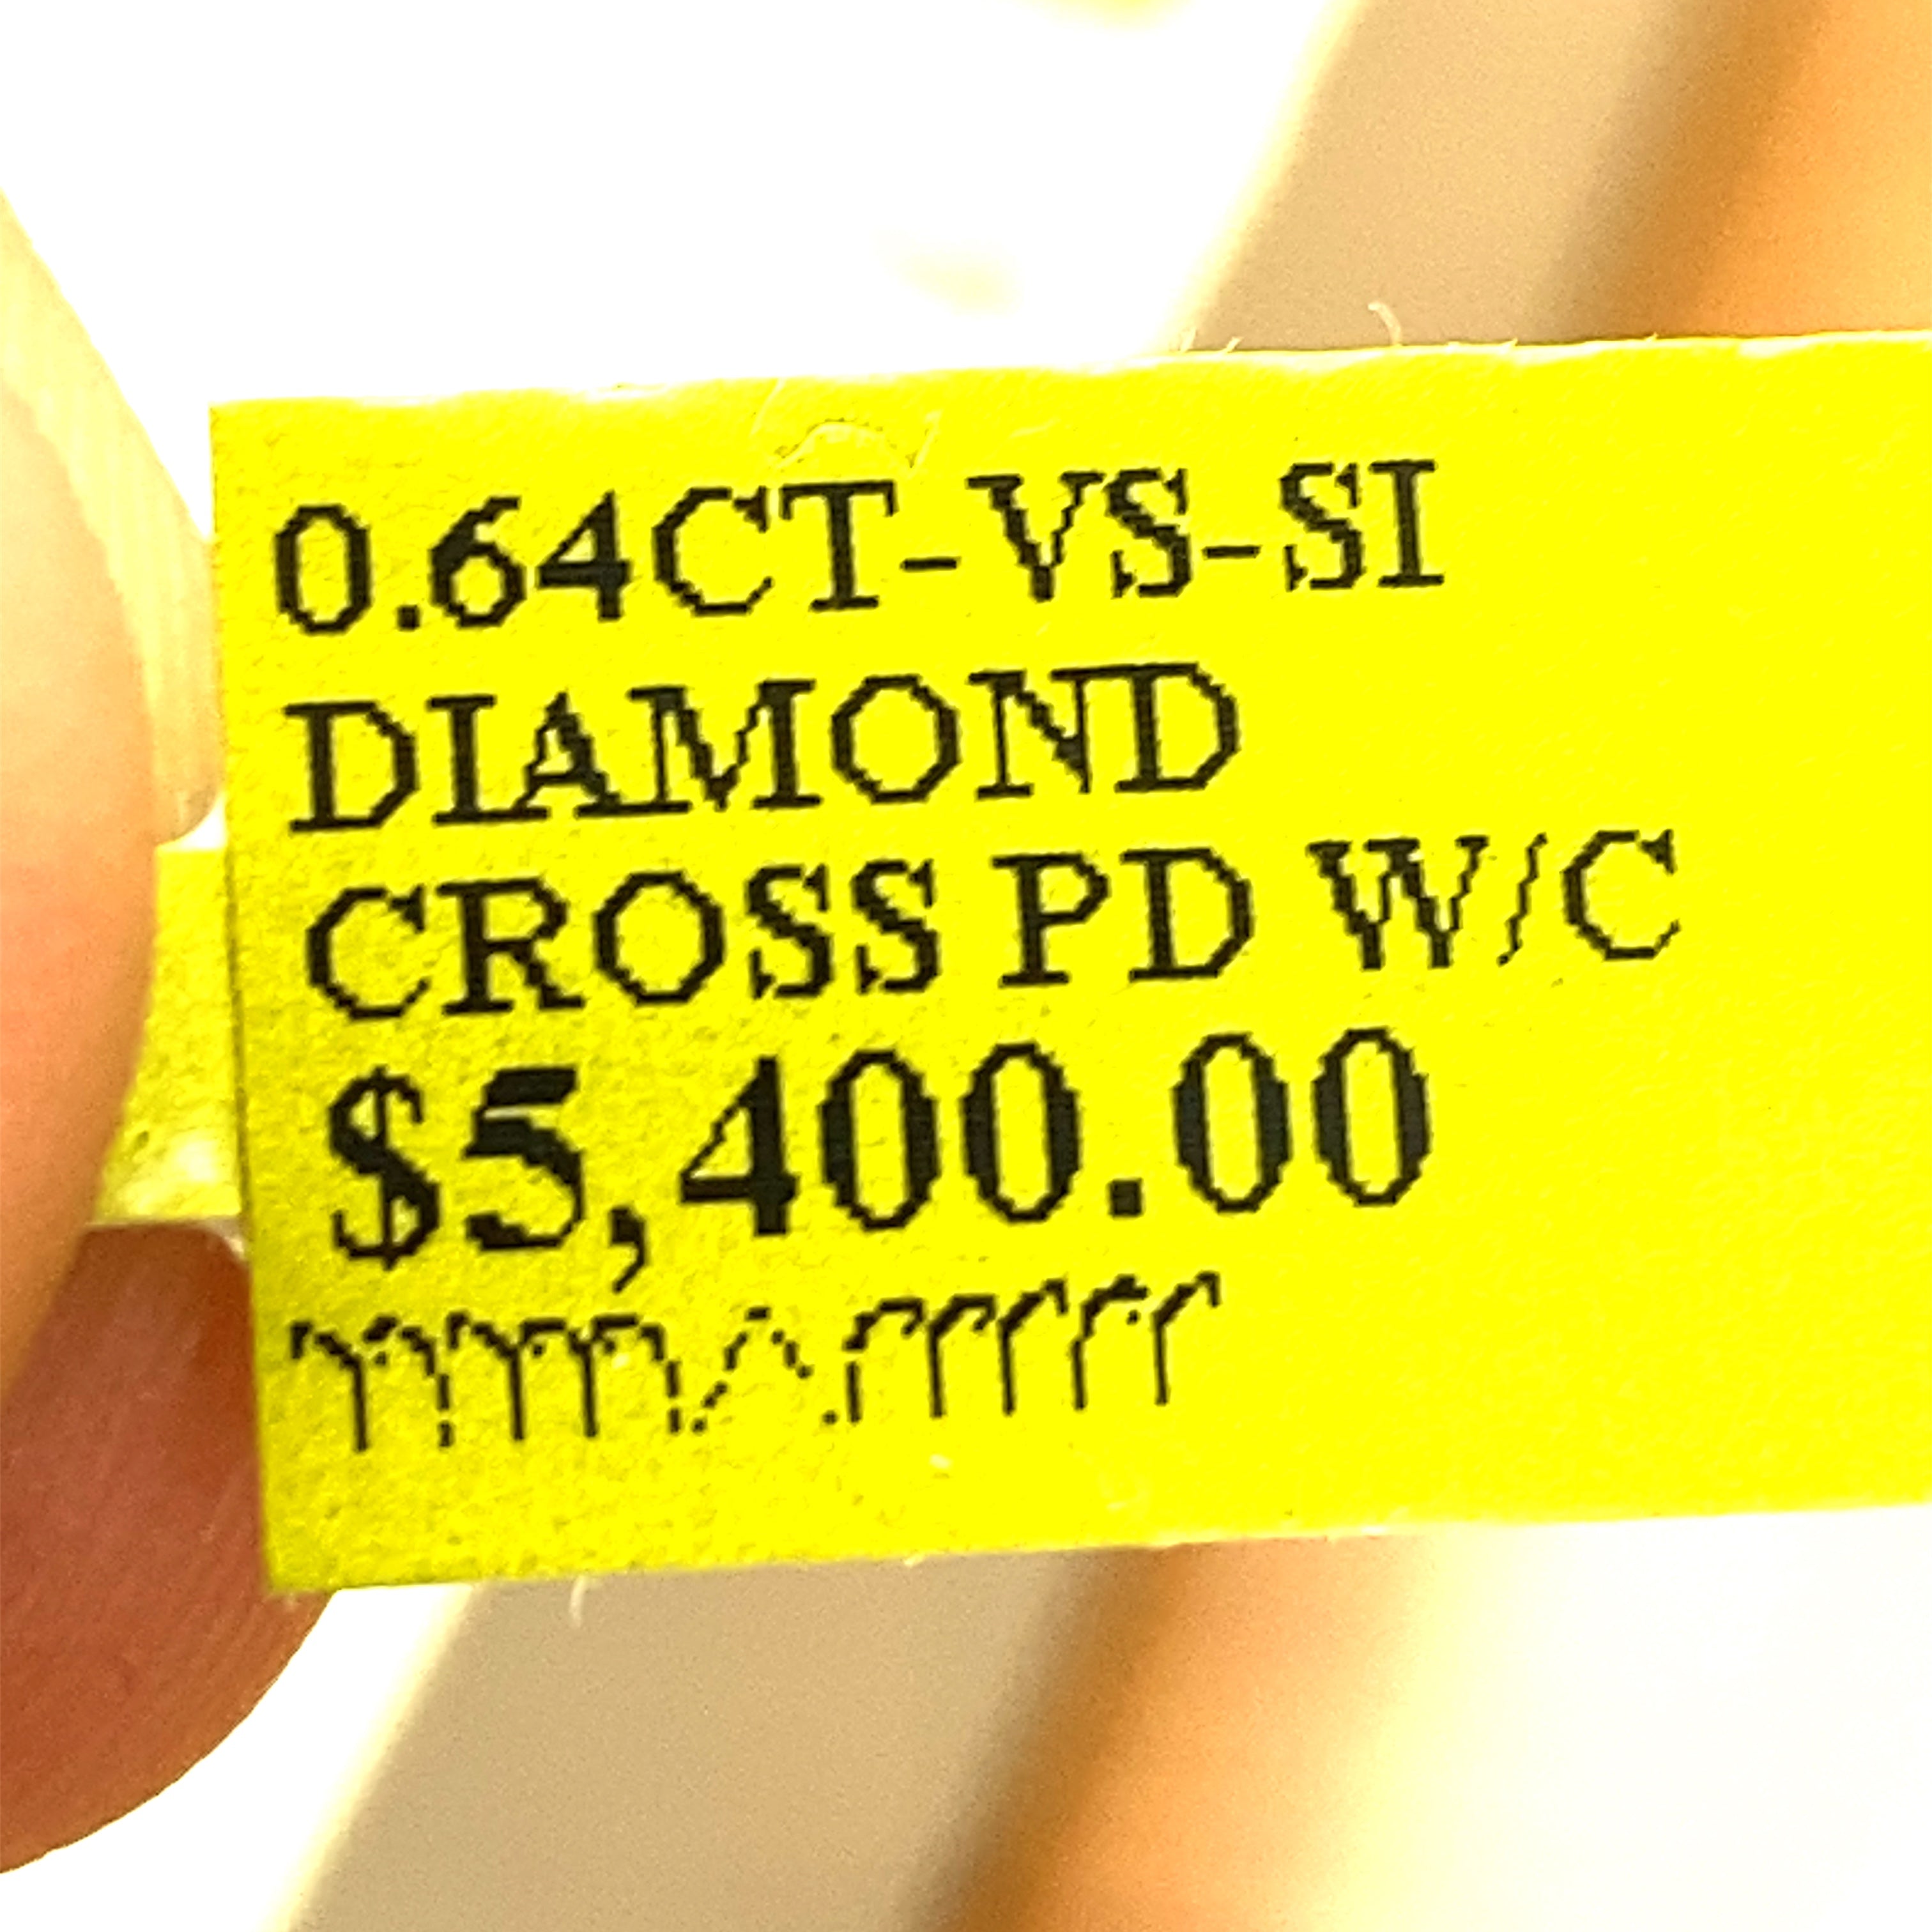 0.64CT-VS-SI
DIAMOND
CROSS PD W/C
$5,400.00